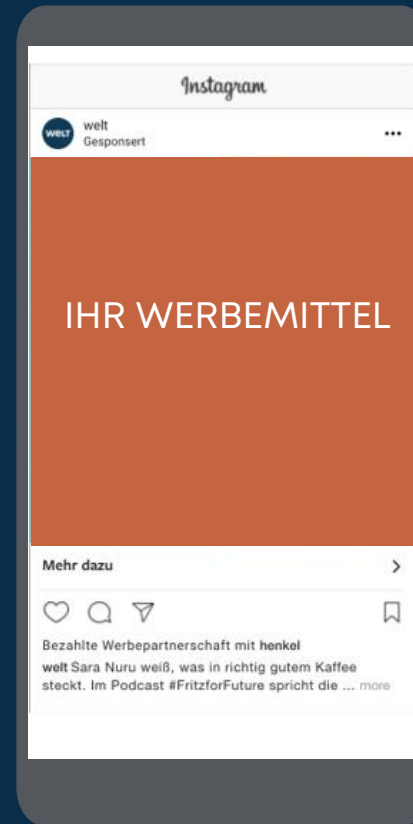 Instagram
WELT
welt
Gesponsert
IHR WERBEMITTEL
Mehr dazu
Bezahlte Werbepartnerschaft mit henkel
welt Sara Nuru weiß, was in richtig gutem Kaffee
steckt. Im Podcast #FritzforFuture spricht die ... more